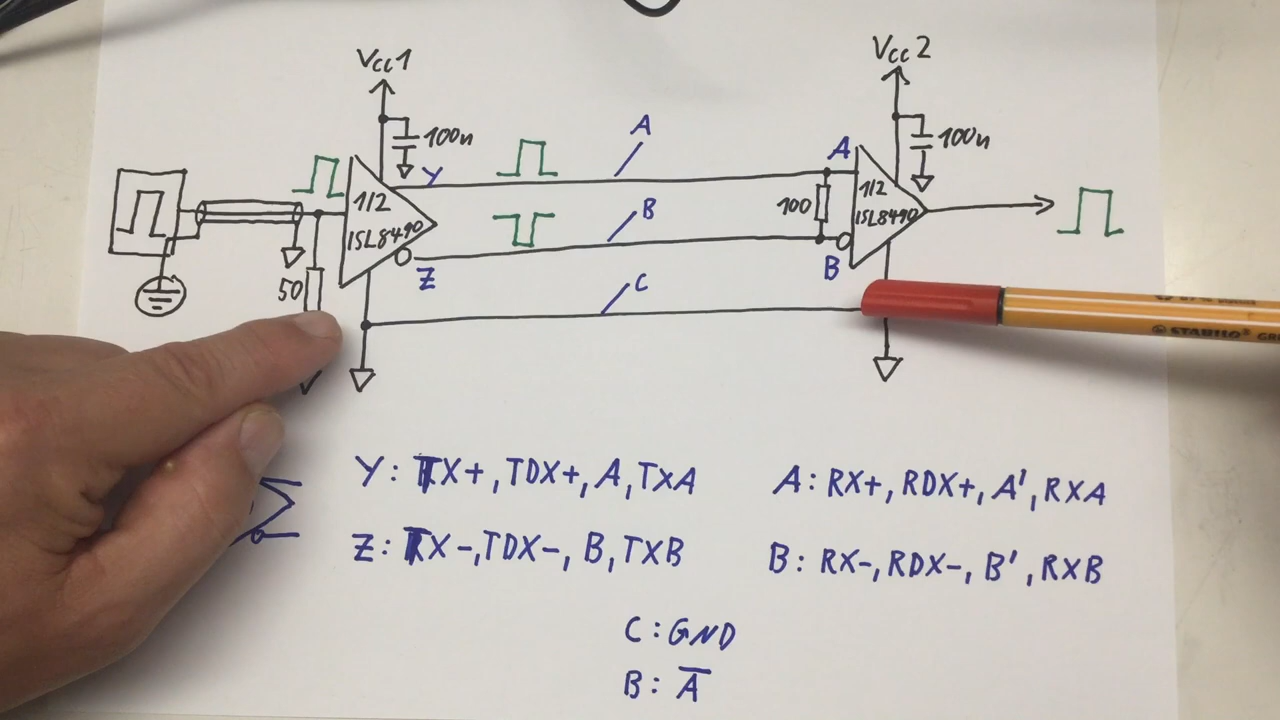 Vcc1
Vcc2
100n
100n
A
Y
A
1/2
ISL8490
B
100
1/2
ISL8490
Z
B
50
C
STABILO
Y: TX+, TDX+, A, TxA
A: RX+, RDX+, A', RXA
Z: TX-, TDX-, B, TXB
B: RX-, RDX-, B', RXB
C: GND
B: A̅